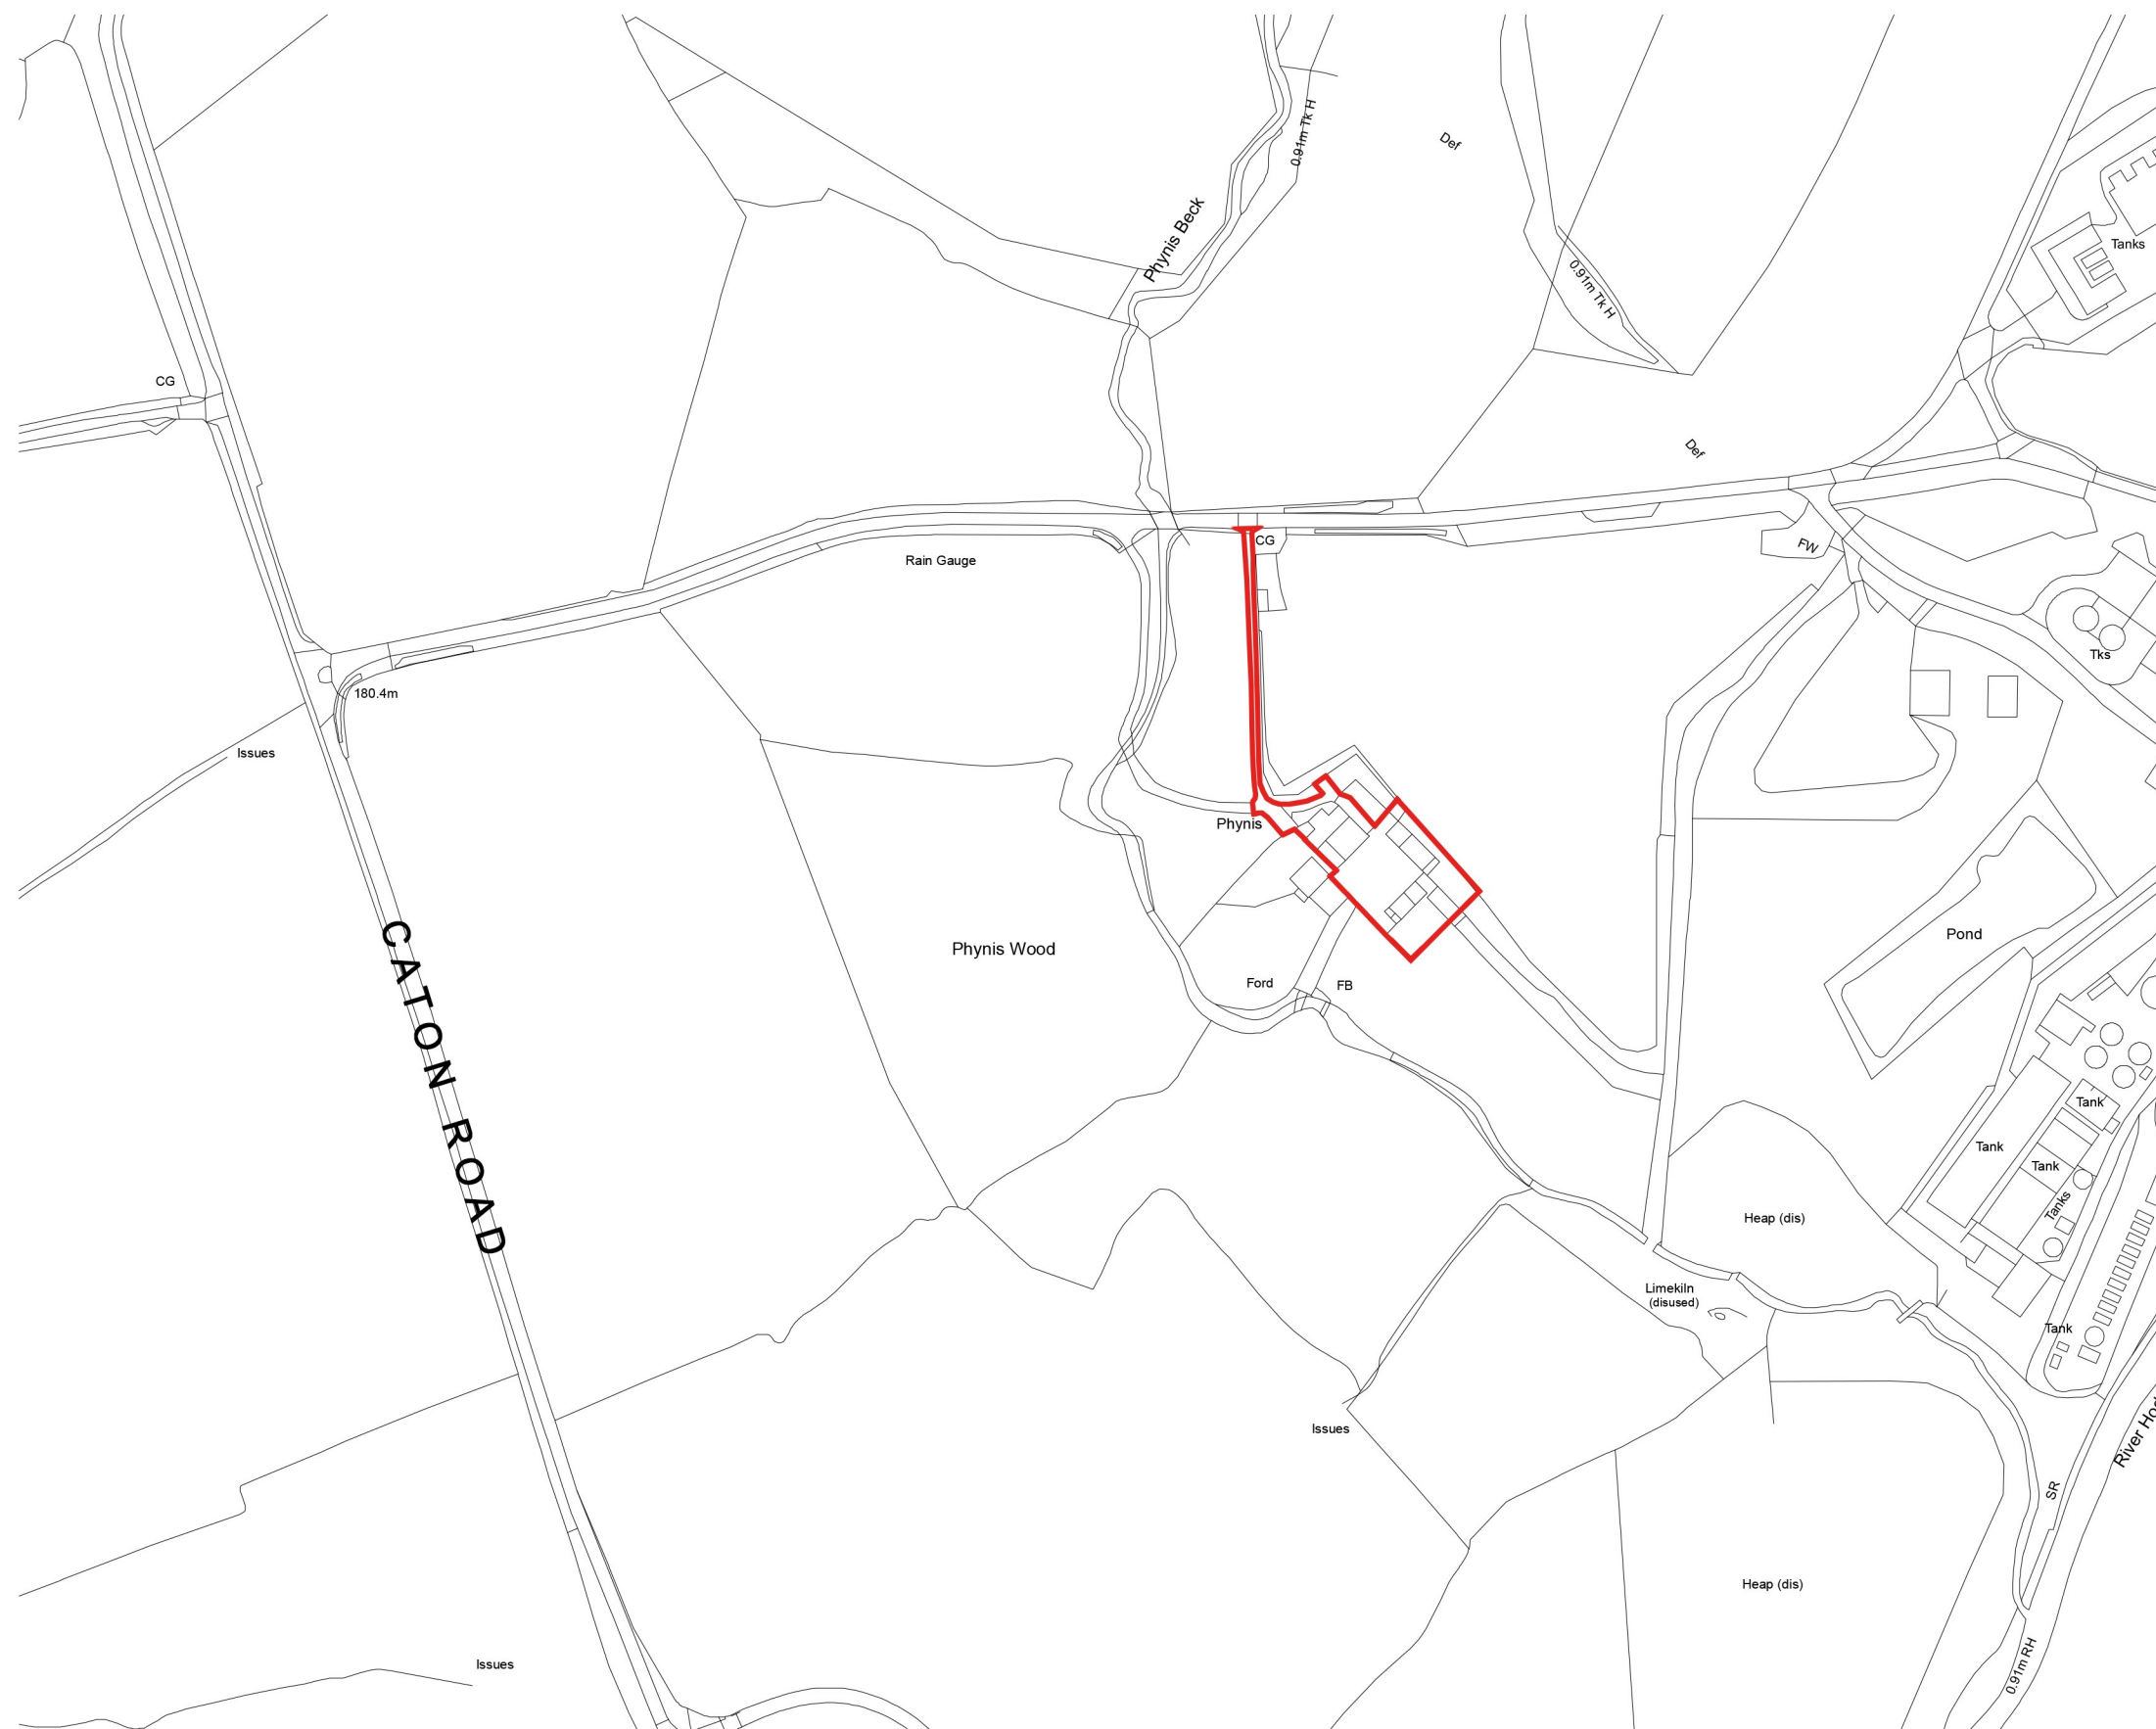 0.91m Tk H
Def
Phynis Beck
Tanks
0.91m Tk H
CG
Def
CG
FW
Rain Gauge
Tks
180.4m
Issues
Phynis
CATON ROAD
Pond
Phynis Wood
Ford
FB
Tank
Tank
Tank
Tanks
Heap (dis)
Limekiln
(disused)
Tank
Issues
River
SR
Heap (dis)
Issues
0.91m RH